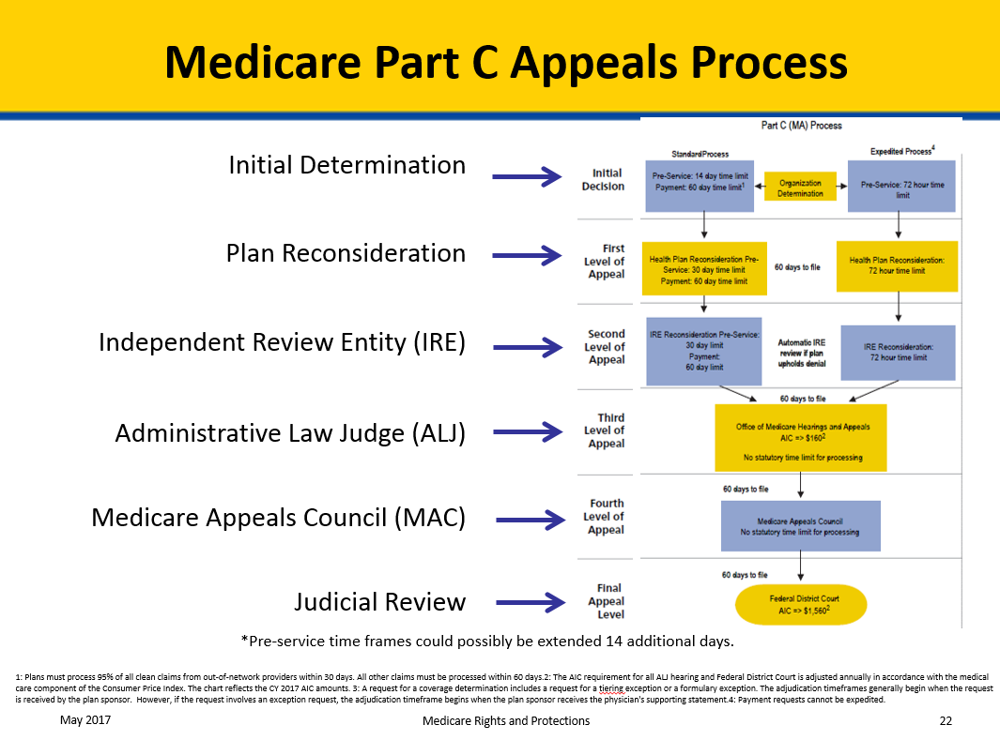 Medicare Part C Appeals Process
Initial Determination
Plan Reconsideration
Independent Review Entity (IRE)
Administrative Law Judge (ALJ)
Medicare Appeals Council (MAC)
Judicial Review
Part C (MA) Process
StandardProcess
Expedited Process4
Initial
Decision
Pre-Service: 14 day time limit
Payment: 60 day time limit1
Organization
Determination
Pre-Service: 72 hour time
limit
First
Level of
Appeal
Health Plan Reconsideration Pre-
Service: 30 day time limit
Payment: 60 day time limit
60 days to file
Health Plan Reconsideration:
72 hour time limit
Second
Level of
Appeal
IRE Reconsideration Pre-Service:
30 day limit
Payment:
60 day limit
Automatic IRE
review if plan
upholds denial
IRE Reconsideration:
72 hour time limit
60 days to file
Third
Level of
Appeal
Office of Medicare Hearings and Appeals
AIC => $1602
No statutory time limit for processing
60 days to file
Fourth
Level of
Appeal
Medicare Appeals Council
No statutory time limit for processing
60 days to file
Final
Appeal
Level
Federal District Court
AIC => $1,5602
*Pre-service time frames could possibly be extended 14 additional days.
1: Plans must process 95% of all clean claims from out-of-network providers within 30 days. All other claims must be processed within 60 days.2: The AIC requirement for all ALJ hearing and Federal District Court is adjusted annually in accordance with the medical
care component of the Consumer Price Index. The chart reflects the CY 2017 AIC amounts. 3: A request for a coverage determination includes a request for a tiering exception or a formulary exception. The adjudication timeframes generally begin when the request
is received by the plan sponsor.  However, if the request involves an exception request, the adjudication timeframe begins when the plan sponsor receives the physician's supporting statement.4: Payment requests cannot be expedited.
May 2017
Medicare Rights and Protections
22